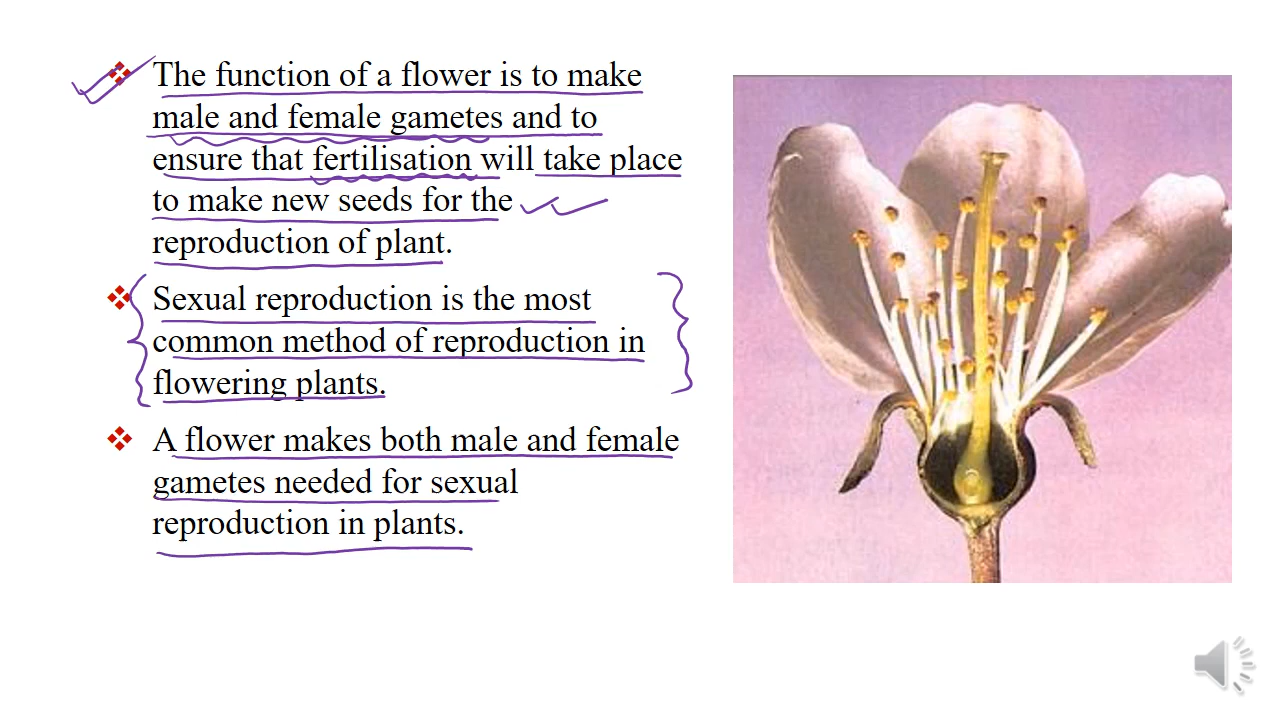 The function of a flower is to make
male and female gametes and to
ensure that fertilisation will take place
to make new seeds for the
reproduction of plant.
Sexual reproduction is the most
common method of reproduction in
flowering plants.
A flower makes both male and female
gametes needed for sexual
reproduction in plants.